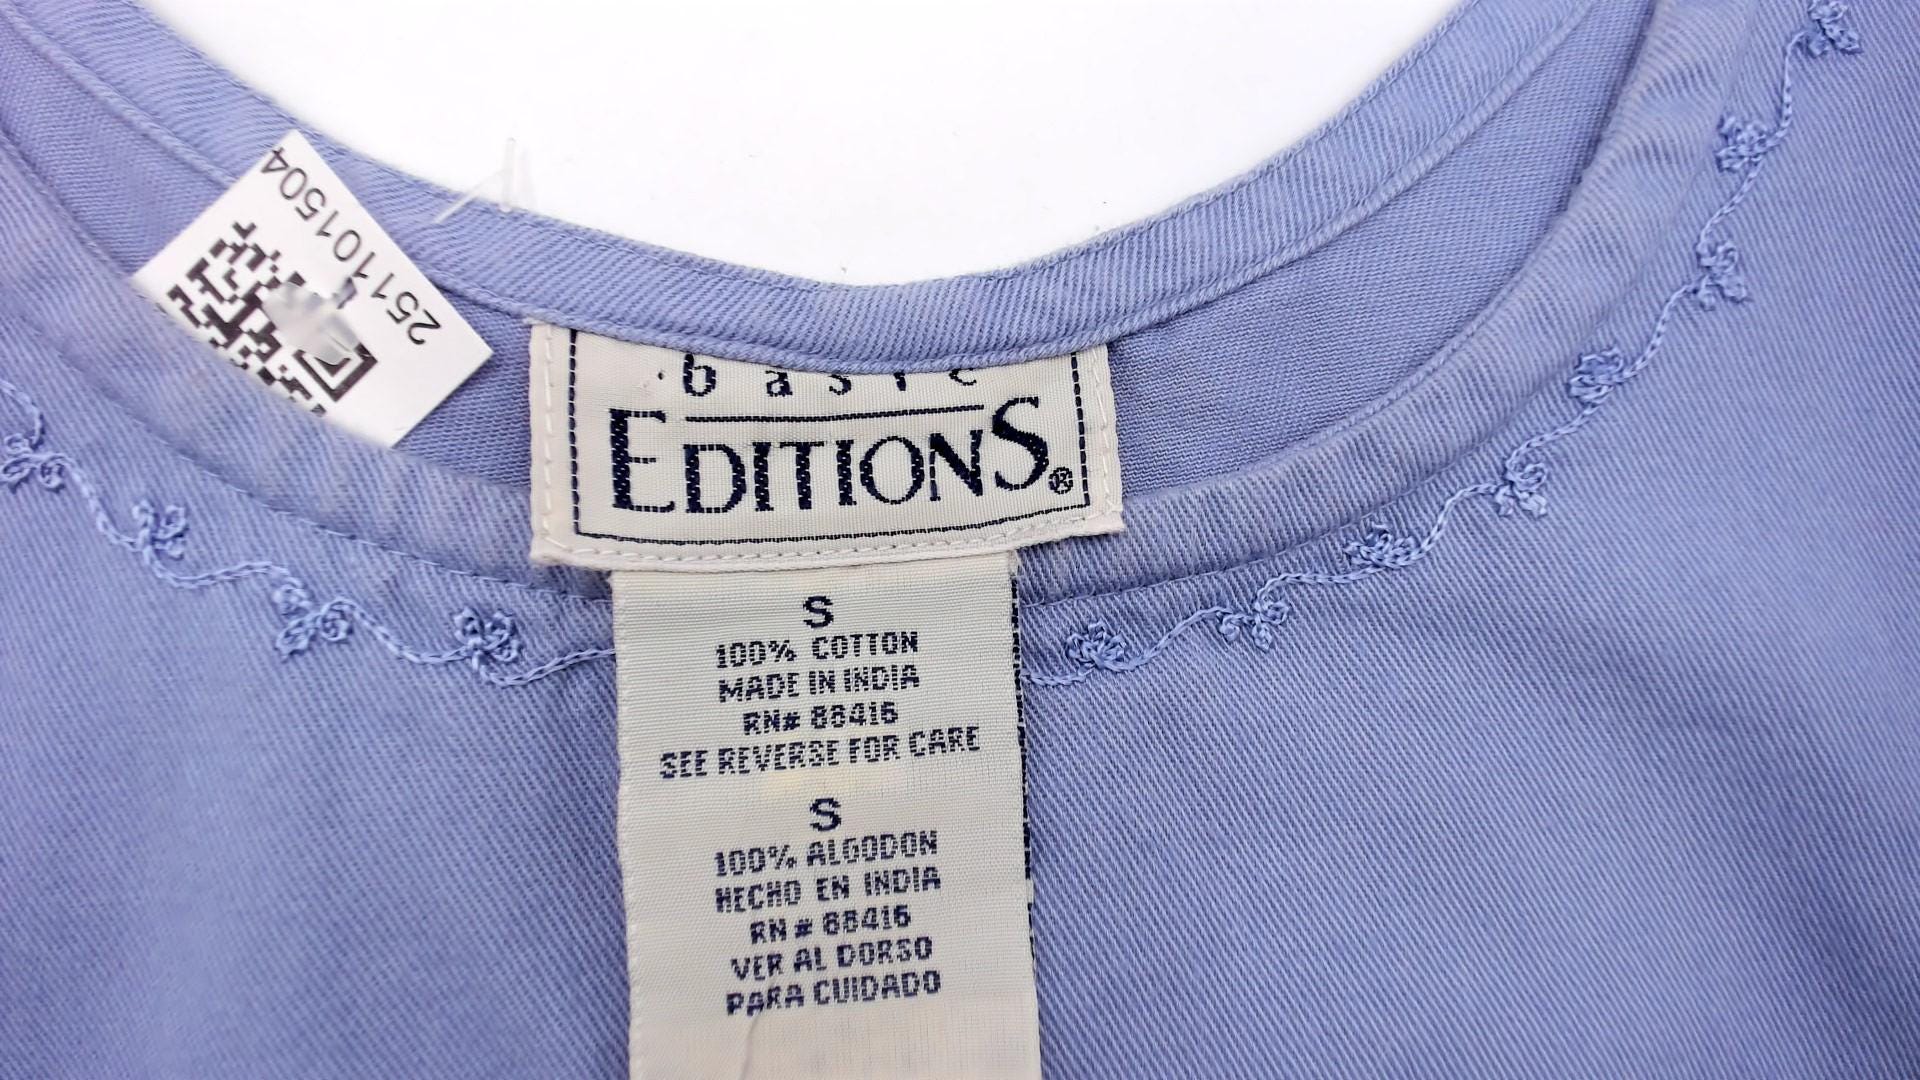 251101504
basic
EDITIONS®
S
100% COTTON
MADE IN INDIA
RN# 88416
SEE REVERSE FOR CARE
S
100% ALGODON
HECHO EN INDIA
RN # 88416
VER AL DORSO
PARA CUIDADO